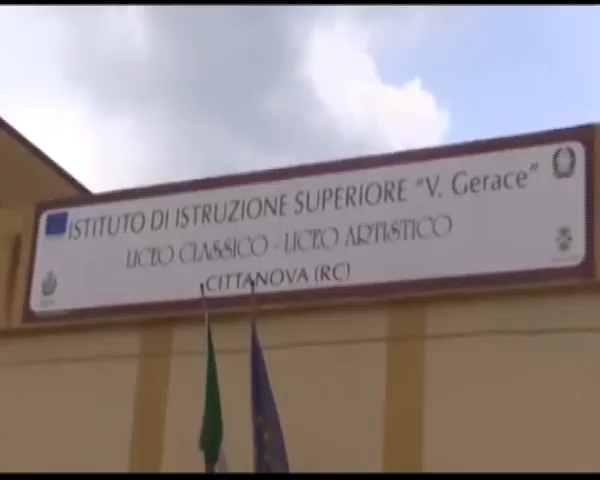 ISTITUTO DI ISTRUZIONE SUPERIORE "V. Gerace"
LICEO CLASSICO - LICEO ARTISTICO
CITTANOVA (RC)